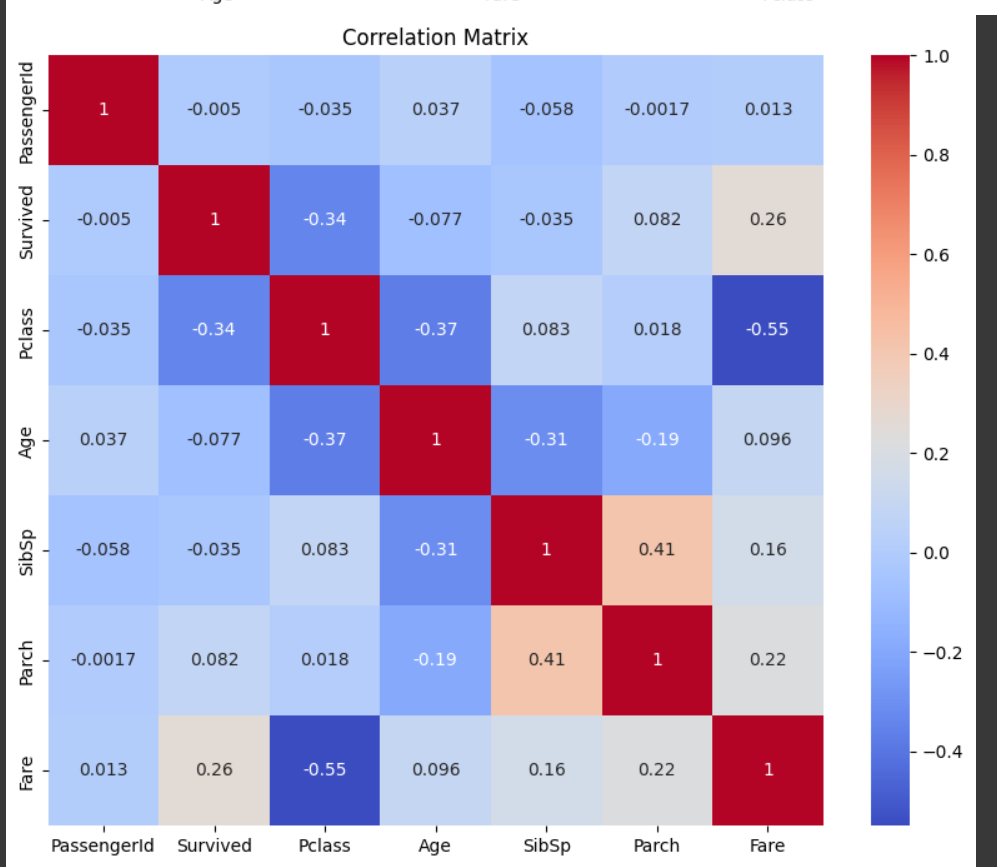 Correlation Matrix
PassengerId 1 -0.005 -0.035 0.037 -0.058 -0.0017 0.013
Survived -0.005 1 -0.34 -0.077 -0.035 0.082 0.26
Pclass -0.035 -0.34 1 -0.37 0.083 0.018 -0.55
Age 0.037 -0.077 -0.37 1 -0.31 -0.19 0.096
SibSp -0.058 -0.035 0.083 -0.31 1 0.41 0.16
Parch -0.0017 0.082 0.018 -0.19 0.41 1 0.22
Fare 0.013 0.26 -0.55 0.096 0.16 0.22 1
PassengerId Survived Pclass Age SibSp Parch Fare
1.0
0.8
0.6
0.4
0.2
0.0
−0.2
−0.4